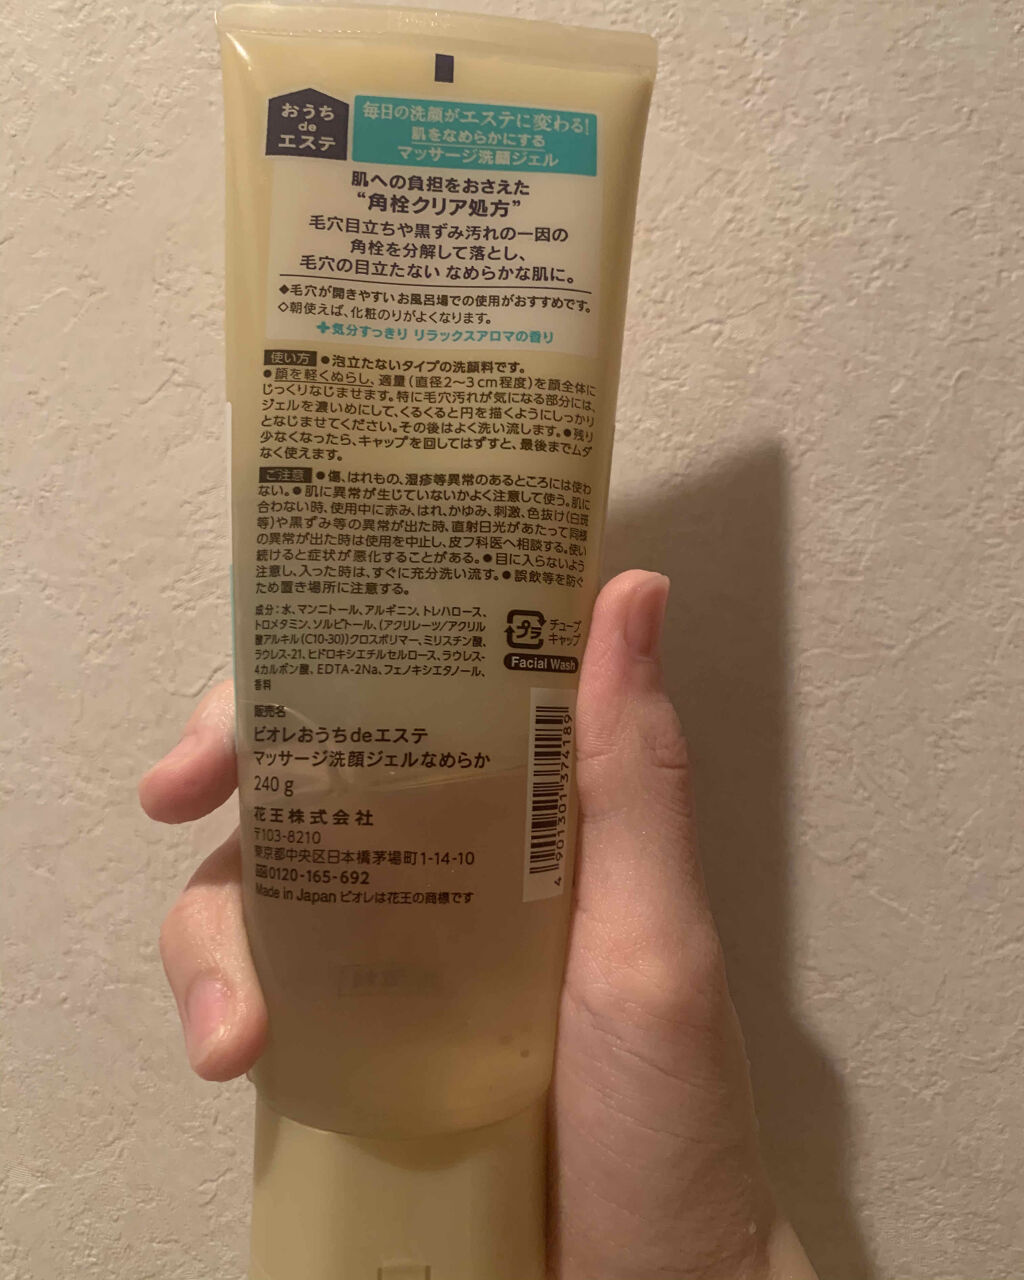 おうち
de
エステ
毎日の洗顔がエステに変わる!
肌をなめらかにする
マッサージ洗顔ジェル
肌への負担をおさえた
“角栓クリア処方”
毛穴目立ちや黒ずみ汚れの一因の
角栓を分解して落とし、
毛穴の目立たない なめらかな肌に。
◆毛穴が開きやすいお風呂場での使用がおすすめです。
◇朝使えば、化粧のりがよくなります。
✚気分すっきり リラックスアロマの香り
使い方 ●泡立たないタイプの洗顔料です。
●顔を軽くぬらし、適量(直径2〜3cm程度)を顔全体に
じっくりなじませます。特に毛穴汚れが気になる部分には、
ジェルを濃いめにして、くるくると円を描くようにしっかり
となじませてください。その後はよく洗い流します。●残り
少なくなったら、キャップを回してはずすと、最後までムダ
なく使えます。
ご注意 ●傷、はれもの、湿疹等異常のあるところには使わ
ない。●肌に異常が生じていないかよく注意して使う。肌に
合わない時、使用中に赤み、はれ、かゆみ、刺激、色抜け(白斑
等)や黒ずみ等の異常が出た時、直射日光があたって同様
の異常が出た時は使用を中止し、皮フ科医へ相談する。使い
続けると症状が悪化することがある。●目に入らないよう
注意し、入った時は、すぐに充分洗い流す。●誤飲等を防ぐ
ため置き場所に注意する。
成分:水、マンニトール、アルギニン、トレハロース、
トロメタミン、ソルビトール、(アクリレーツ/アクリル
酸アルキル(C10-30))クロスポリマー、ミリスチン酸、
ラウレス-21、ヒドロキシエチルセルロース、ラウレス-
4カルボン酸、EDTA-2Na、フェノキシエタノール、
香料
プラ
チューブ
キャップ
Facial Wash
販売名
ビオレおうちdeエステ
マッサージ洗顔ジェルなめらか
240 g
花王株式会社
〒103-8210
東京都中央区日本橋茅場町1-14-10
0120-165-692
Made in Japan ビオレは花王の商標です
4 901301 374189